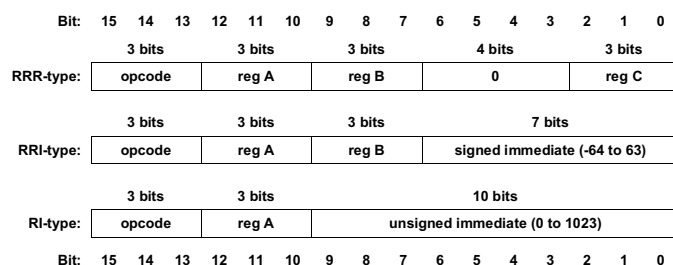 Bit: 15 14 13 12 11 10 9 8 7 6 5 4 3 2 1 0
3 bits 3 bits 3 bits 4 bits 3 bits
RRR-type: opcode reg A reg B 0 reg C
3 bits 3 bits 3 bits 7 bits
RRI-type: opcode reg A reg B signed immediate (-64 to 63)
3 bits 3 bits 10 bits
RI-type: opcode reg A unsigned immediate (0 to 1023)
Bit: 15 14 13 12 11 10 9 8 7 6 5 4 3 2 1 0